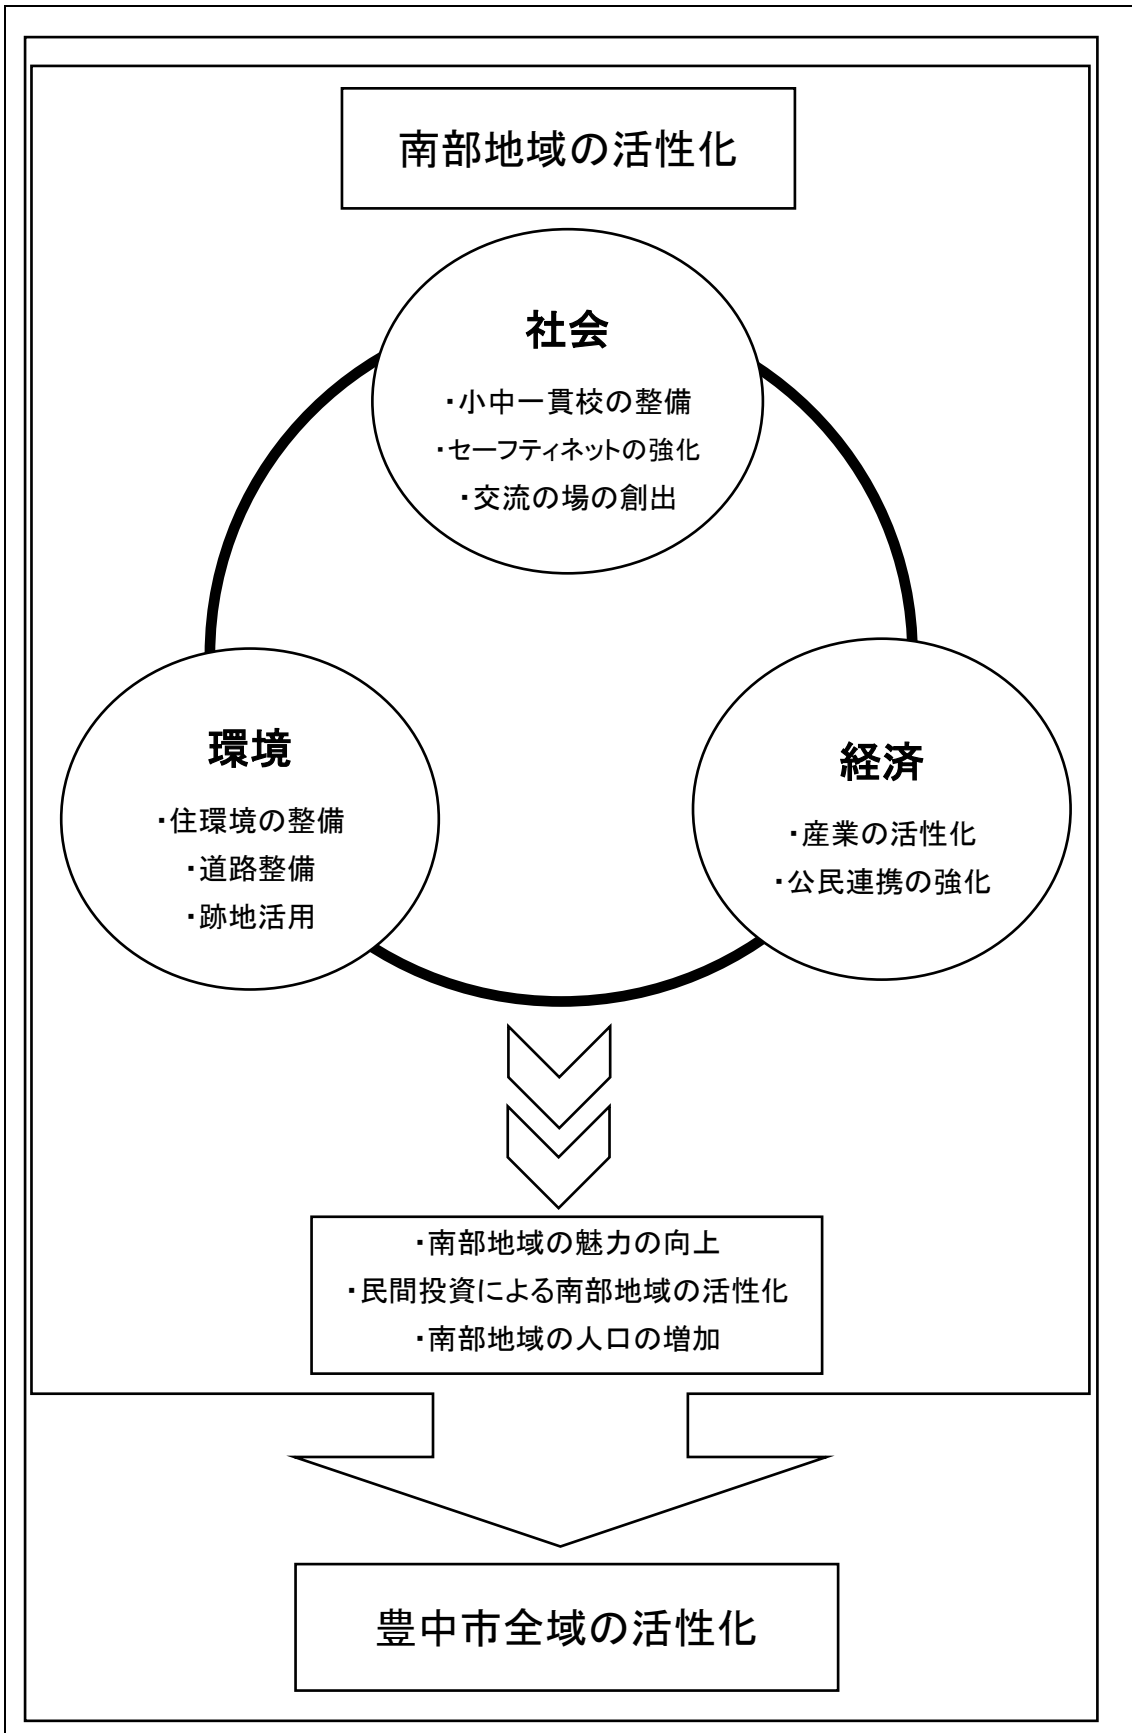 南部地域の活性化
社会
・小中一貫校の整備
・セーフティネットの強化
・交流の場の創出
環境
・住環境の整備
・道路整備
・跡地活用
経済
・産業の活性化
・公民連携の強化
・南部地域の魅力の向上
・民間投資による南部地域の活性化
・南部地域の人口の増加
豊中市全域の活性化